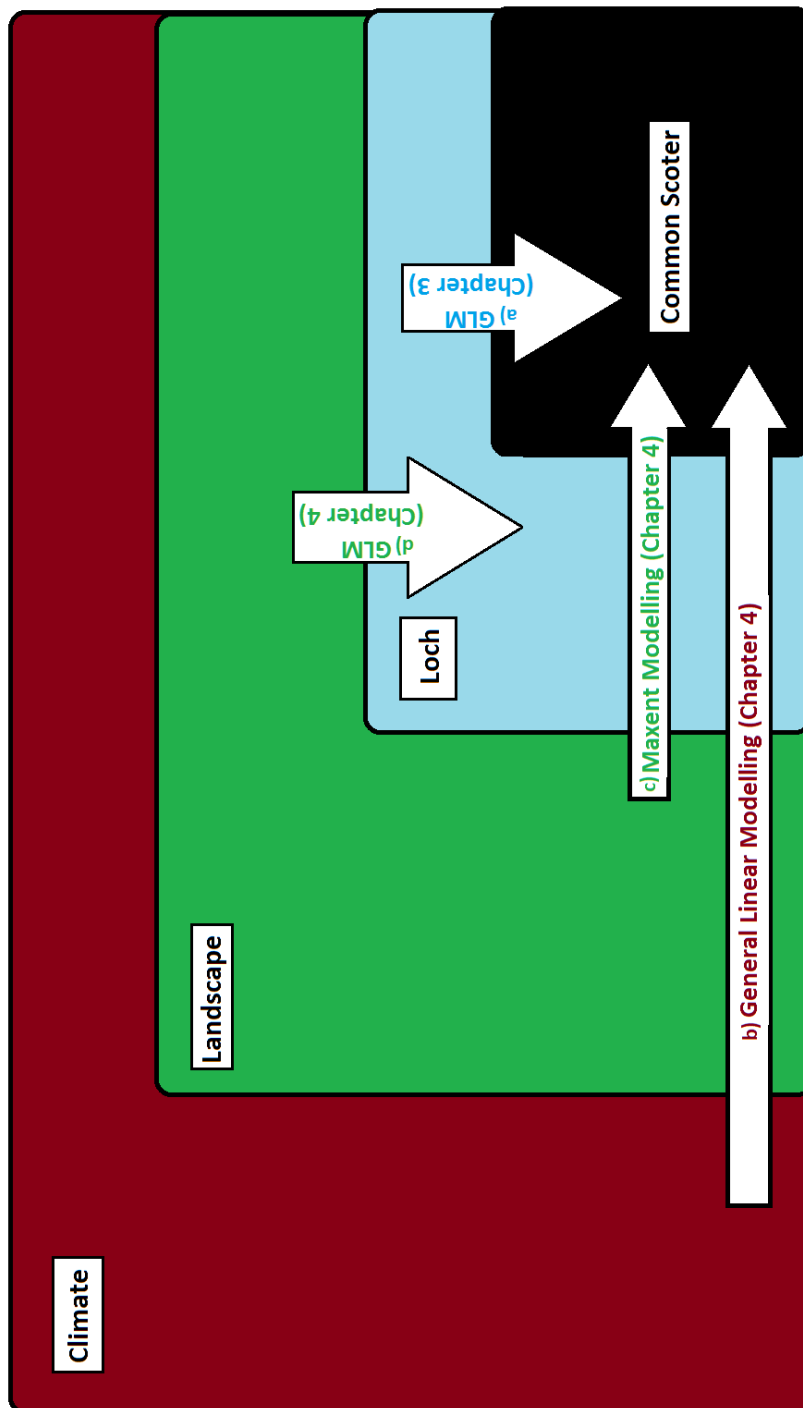 Climate
Landscape
Loch
Common Scoter
a) GLM
(Chapter 3)
d) GLM
(Chapter 4)
c) Maxent Modelling (Chapter 4)
b) General Linear Modelling (Chapter 4)